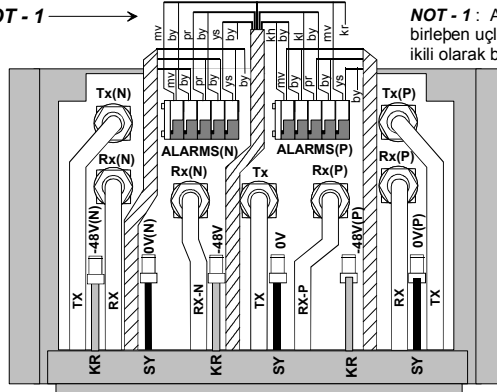 NOT - 1
NOT - 1 : A
birleþen uçl
ikili olarak b
mv by pr by ys by kh by kl by mv kr
mv by pr by ys by mv by pr by ys by
Tx(N) Tx(P)
ALARMS(N) ALARMS(P)
Rx(N) Rx(N) Tx Rx(P) Rx(P)
-48V(N) 0V(N) -48V 0V -48V(P) 0V(P)
TX RX RX-N TX RX-P RX TX
KR SY KR SY KR SY